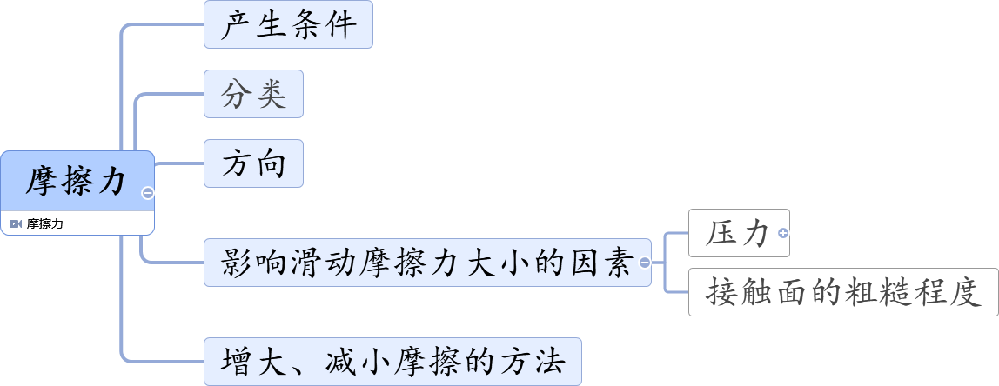 产生条件
分类
方向
摩擦力
摩擦力
影响滑动摩擦力大小的因素
压力
接触面的粗糙程度
增大、减小摩擦的方法